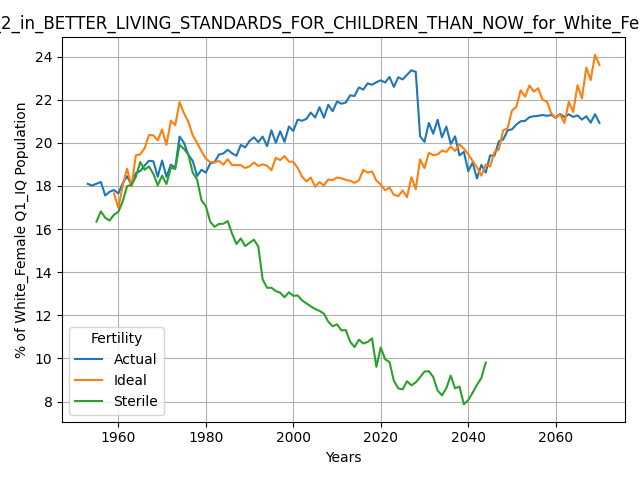 _2_in_BETTER_LIVING_STANDARDS_FOR_CHILDREN_THAN_NOW_for_White_Fe
% of White_Female Q1_IQ Population
24
22
20
18
16
14
12
10
8
Fertility
Actual
Ideal
Sterile
1960 1980 2000 2020 2040 2060
Years